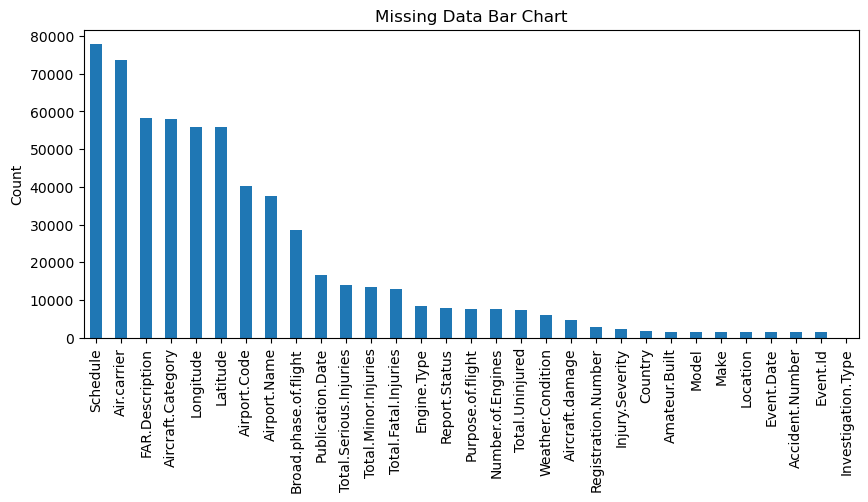 Missing Data Bar Chart
80000
70000
60000
50000
40000
30000
20000
10000
0
Count
Schedule
Air.carrier
FAR.Description
Aircraft.Category
Longitude
Latitude
Airport.Code
Airport.Name
Broad.phase.of.flight
Publication.Date
Total.Serious.Injuries
Total.Minor.Injuries
Total.Fatal.Injuries
Engine.Type
Report.Status
Purpose.of.flight
Number.of.Engines
Total.Uninjured
Weather.Condition
Aircraft.damage
Registration.Number
Injury.Severity
Country
Amateur.Built
Model
Make
Location
Event.Date
Accident.Number
Event.Id
Investigation.Type